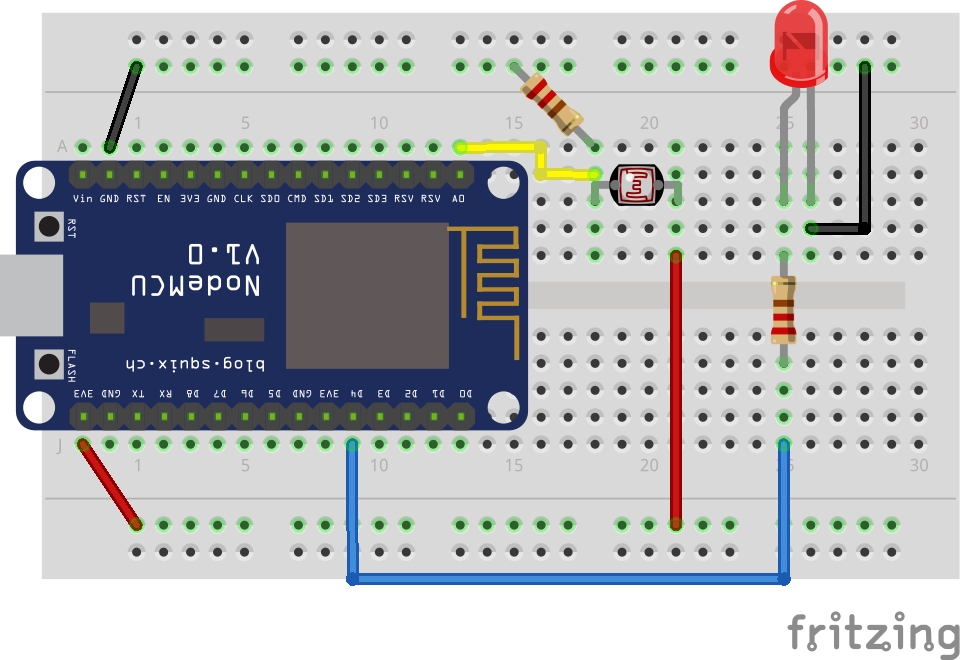 1 5 10 15 20 25 30
A
Vin GND RST EN 3V3 GND CLK SD0 CMD SD1 SD2 SD3 RSV RSV A0
RST
NodeMCU
V1.0
blog.squix.ch
FLASH
3V3 GND TX RX D8 D7 D6 D5 GND 3V3 D4 D3 D2 D1 D0
J
1 5 10 15 20 25 30
fritzing